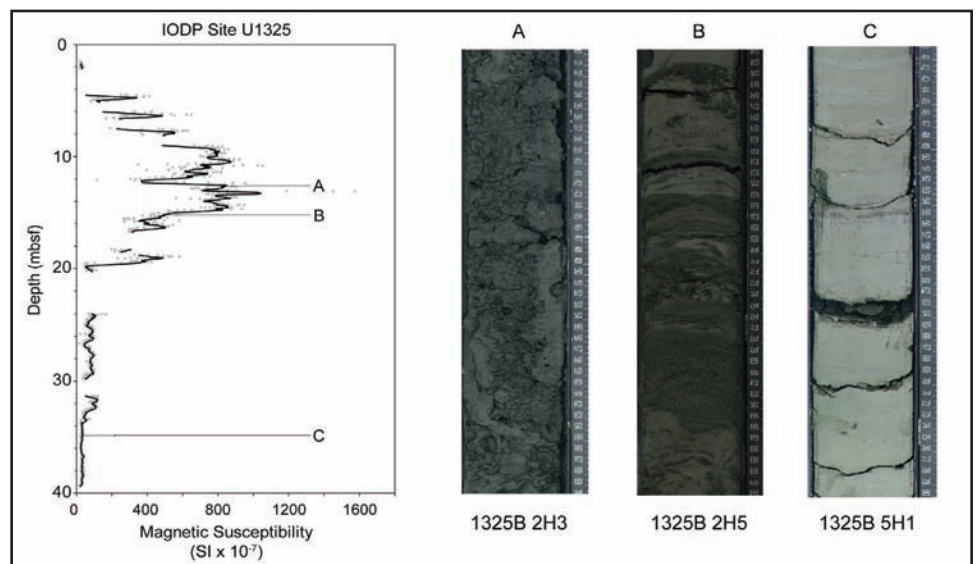 IODP Site U1325
0
10
20
30
40
Depth (mbsf)
0 400 800 1200 1600
Magnetic Susceptibility
(SI x 10⁻⁷)
A
B
C
A
B
C
1325B 2H3
1325B 2H5
1325B 5H1